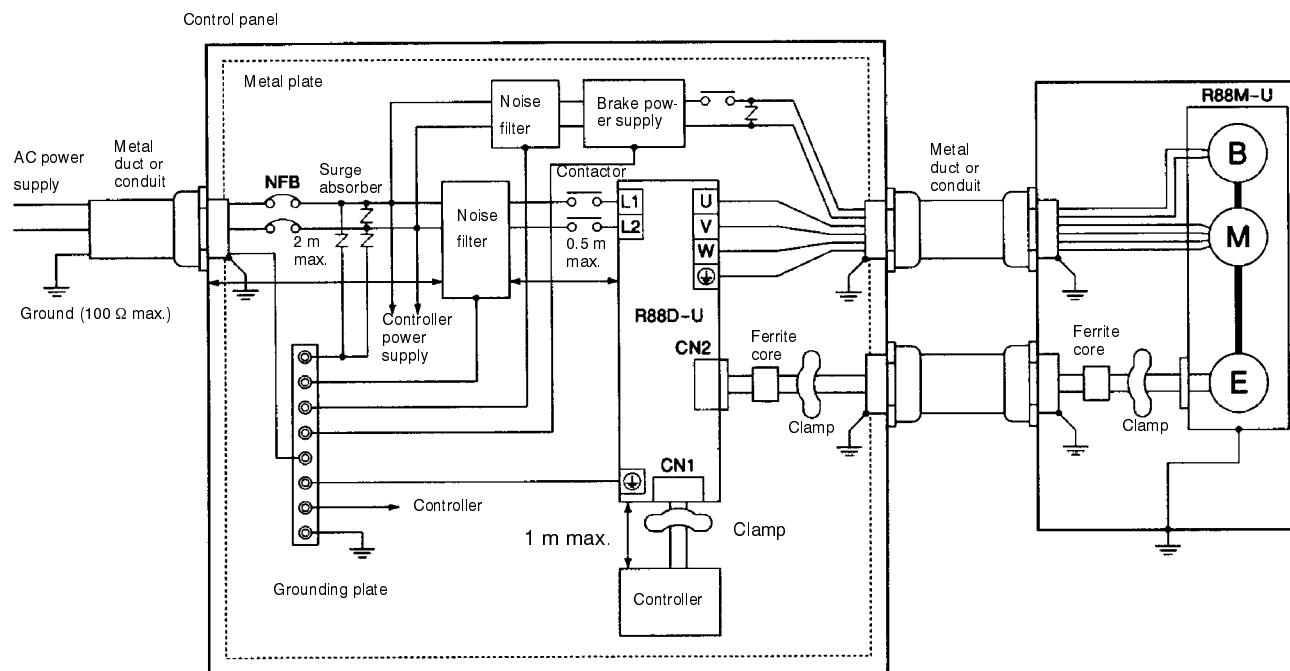 Control panel
Metal plate
R88M-U
Noise
filter
Brake pow-
er supply
B
AC power
supply
Metal
duct or
conduit
NFB
Surge
absorber
Contactor
Metal
duct or
conduit
L1
L2
U
V
W
M
Noise
filter
2 m
max.
0.5 m
max.
Ground (100 Ω max.)
Controller
power
supply
R88D-U
CN2
Ferrite
core
Clamp
Ferrite
core
Clamp
E
CN1
Controller
1 m max.
Clamp
Grounding plate
Controller